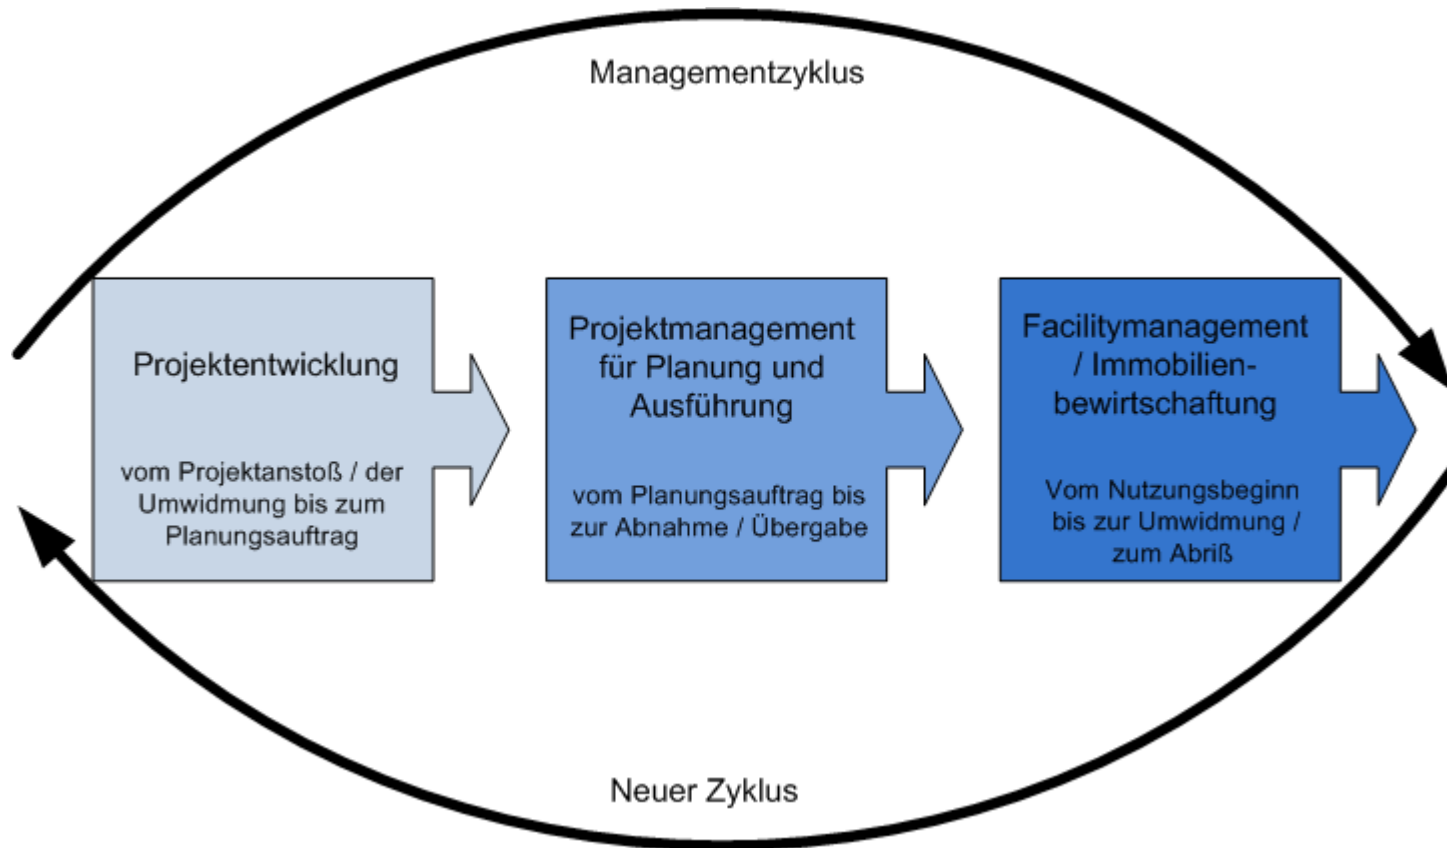 Managementzyklus
Projektentwicklung
vom Projektanstoß / der
Umwidmung bis zum
Planungsauftrag
Projektmanagement
für Planung und
Ausführung
vom Planungsauftrag bis
zur Abnahme / Übergabe
Facilitymanagement
/ Immobilien-
bewirtschaftung
Vom Nutzungsbeginn
bis zur Umwidmung /
zum Abriß
Neuer Zyklus